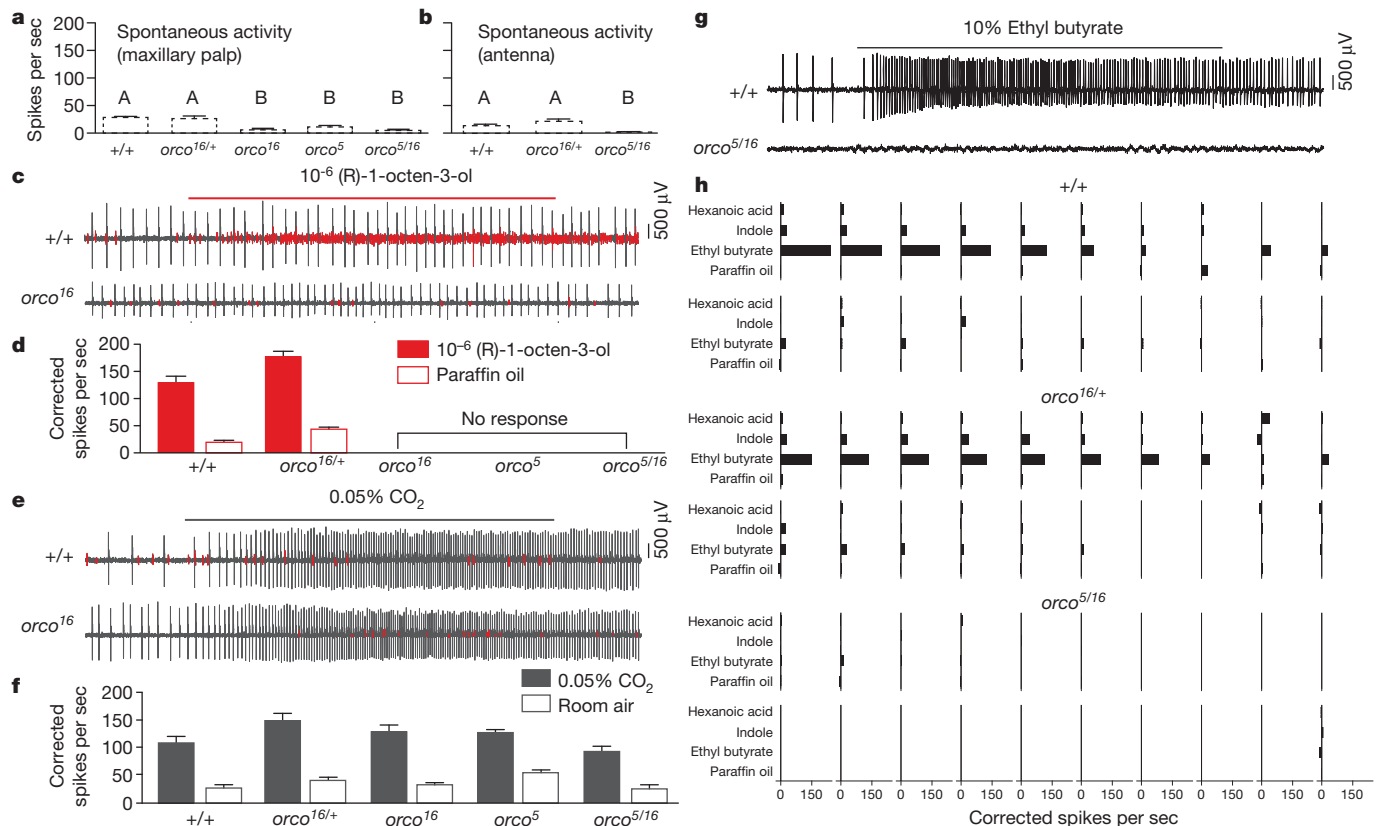 a
Spontaneous activity
(maxillary palp)
Spikes per sec
200
150
100
50
0
A
A
B
B
B
+/+
orco16/+
orco16
orco5
orco5/16
b
Spontaneous activity
(antenna)
A
A
B
+/+
orco16/+
orco5/16
c
10–6 (R)-1-octen-3-ol
+/+
500 µV
orco16
d
Corrected
spikes per sec
200
150
100
50
0
10–6 (R)-1-octen-3-ol
Paraffin oil
No response
+/+
orco16/+
orco16
orco5
orco5/16
e
0.05% CO2
+/+
500 µV
orco16
f
Corrected
spikes per sec
200
150
100
50
0
0.05% CO2
Room air
+/+
orco16/+
orco16
orco5
orco5/16
g
10% Ethyl butyrate
+/+
500 µV
orco5/16
h
+/+
Hexanoic acid
Indole
Ethyl butyrate
Paraffin oil
Hexanoic acid
Indole
Ethyl butyrate
Paraffin oil
orco16/+
Hexanoic acid
Indole
Ethyl butyrate
Paraffin oil
Hexanoic acid
Indole
Ethyl butyrate
Paraffin oil
orco5/16
Hexanoic acid
Indole
Ethyl butyrate
Paraffin oil
Hexanoic acid
Indole
Ethyl butyrate
Paraffin oil
0 150 0 150 0 150 0 150 0 150 0 150 0 150 0 150 0 150 0 150
Corrected spikes per sec